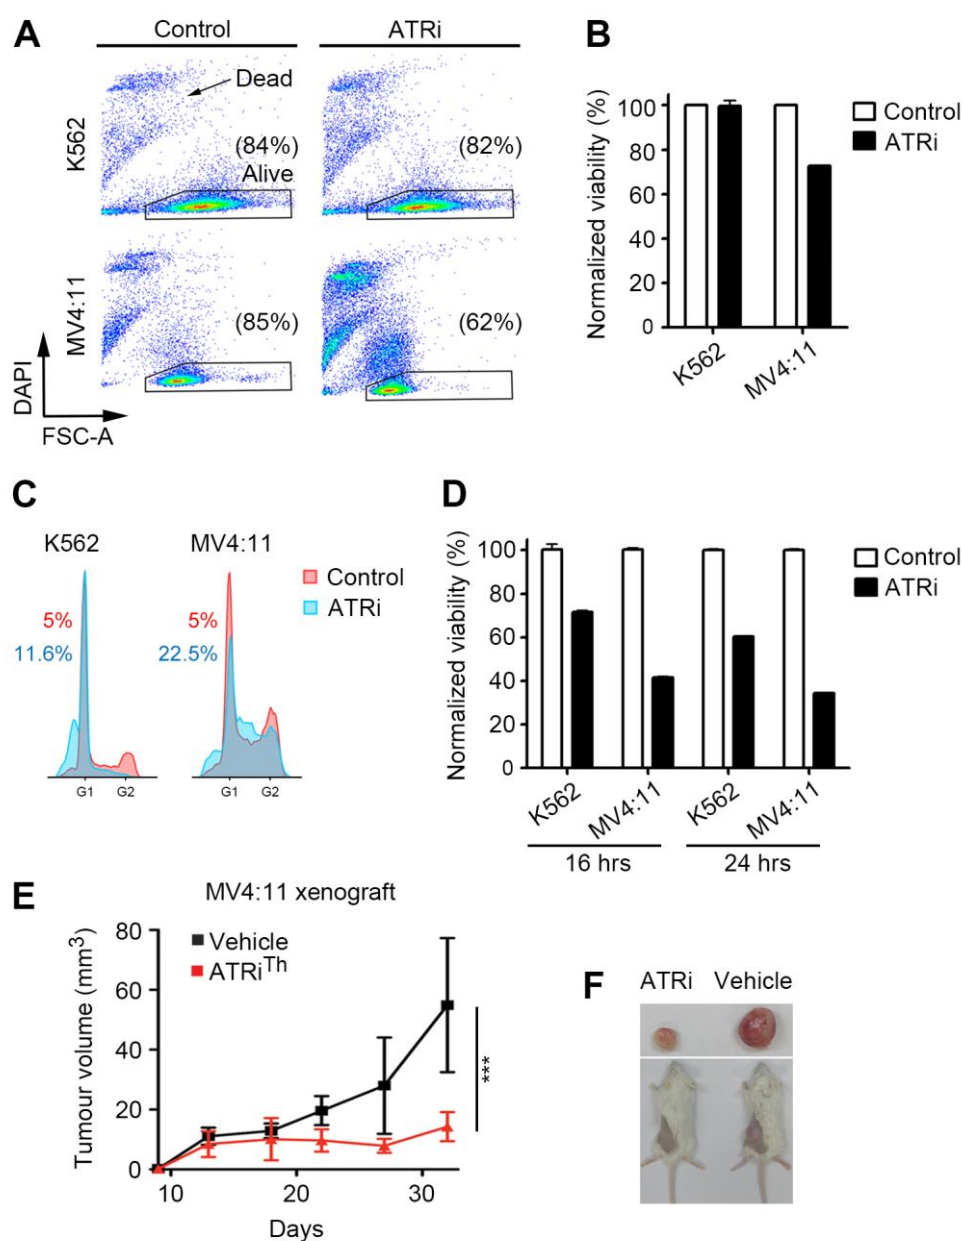 A
Control
ATRi
K562
Dead
(84%)
Alive
(82%)
MV4:11
(85%)
(62%)
DAPI
FSC-A
B
Normalized viability (%)
100
80
60
40
20
0
Control
ATRi
K562
MV4:11
C
K562
MV4:11
Control
ATRi
5%
11.6%
5%
22.5%
G1
G2
G1
G2
D
Normalized viability (%)
100
80
60
40
20
0
Control
ATRi
K562
MV4:11
K562
MV4:11
16 hrs
24 hrs
E
MV4:11 xenograft
Tumour volume (mm³)
80
60
40
20
0
Vehicle
ATRiᵀʰ
***
10
20
30
Days
F
ATRi
Vehicle